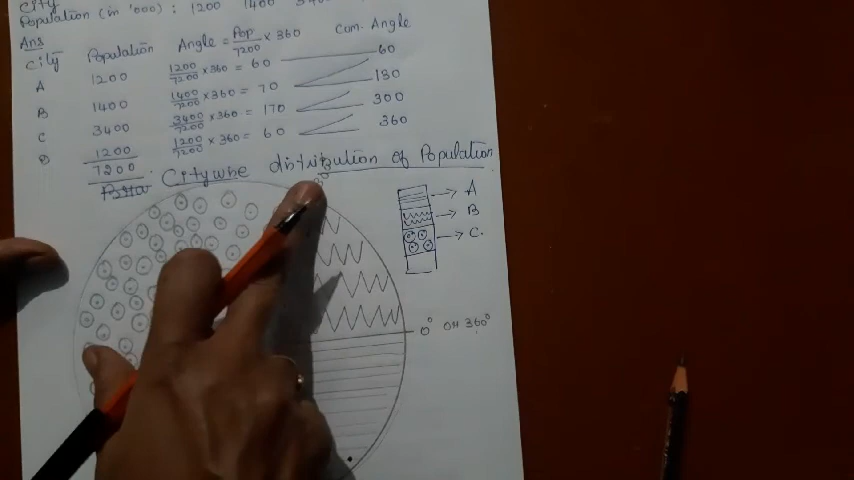 City
Population (in '000) : 1200 1400
Ans
City Population Angle = Pop/7200 x 360 Cum. Angle
A 1200 1200/7200 x 360 = 60 60
B 1400 1400/7200 x 360 = 70 130
C 3400 3400/7200 x 360 = 170 300
D 1200 1200/7200 x 360 = 60 360
7200
Citywise distribution of Population
A
B
C.
0° OR 360°